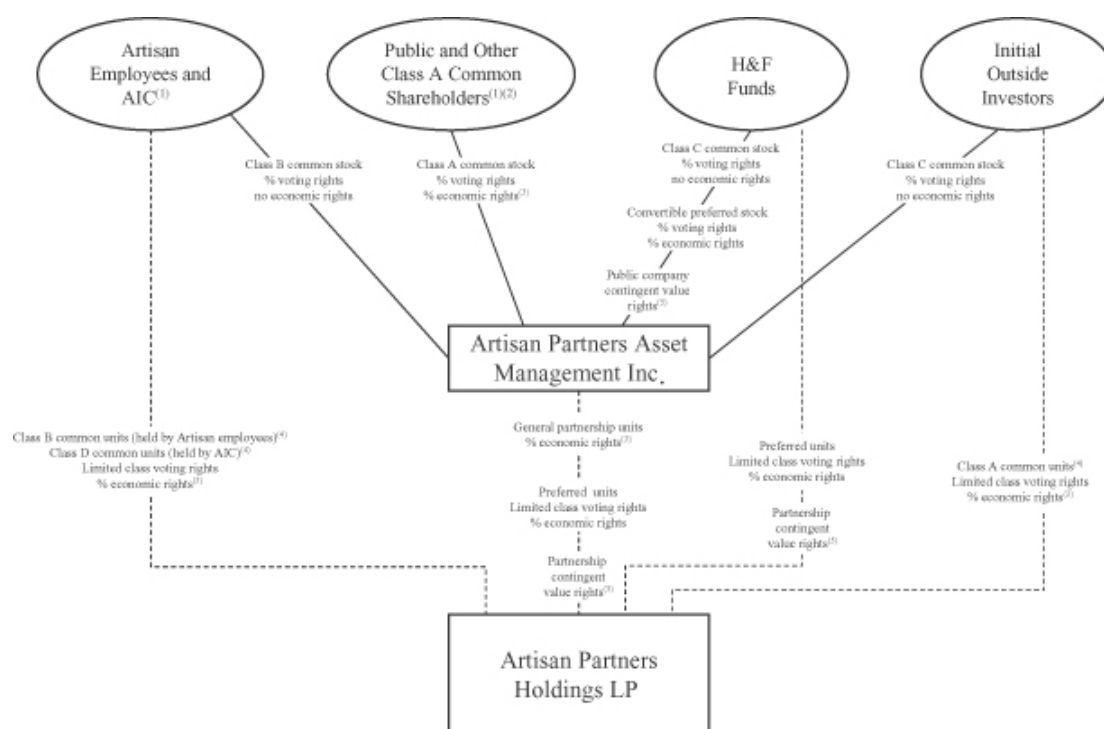 Artisan
Employees and
AIC(1)
Public and Other
Class A Common
Shareholders(1)(2)
H&F
Funds
Initial
Outside
Investors
Class B common stock
% voting rights
no economic rights
Class A common stock
% voting rights
% economic rights(3)
Class C common stock
% voting rights
no economic rights
Convertible preferred stock
% voting rights
% economic rights
Public company
contingent value
rights(5)
Class C common stock
% voting rights
no economic rights
Artisan Partners Asset
Management Inc.
Class B common units (held by Artisan employees)(4)
Class D common units (held by AIC)(4)
Limited class voting rights
% economic rights(3)
General partnership units
% economic rights(3)
Preferred units
Limited class voting rights
% economic rights
Partnership
contingent
value rights(5)
Preferred units
Limited class voting rights
% economic rights
Partnership
contingent
value rights(5)
Class A common units(4)
Limited class voting rights
% economic rights(3)
Artisan Partners
Holdings LP